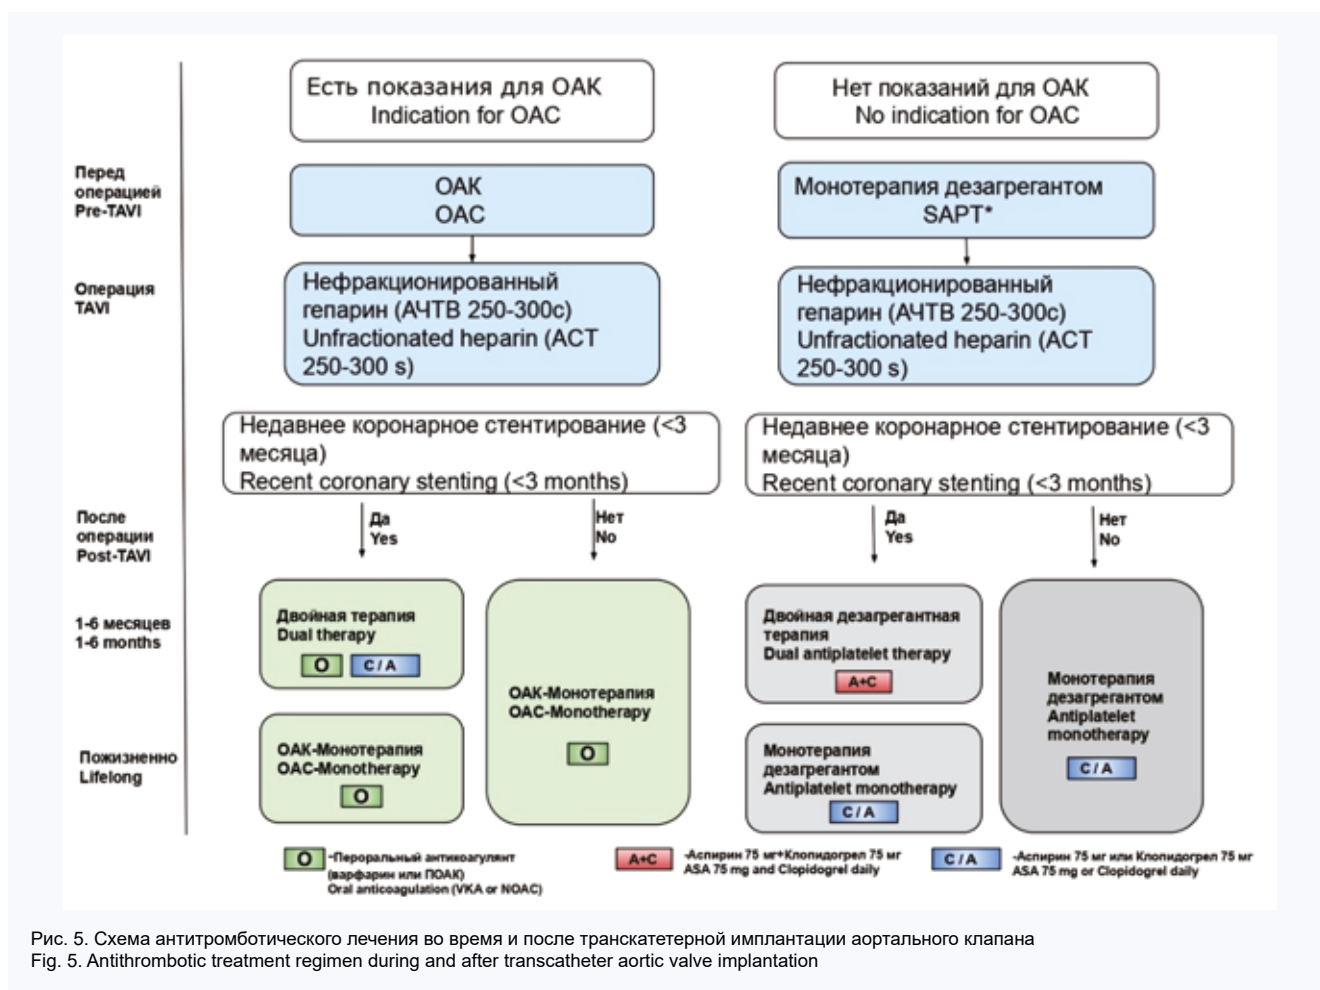 Есть показания для ОАК
Indication for OAC
Нет показаний для ОАК
No indication for OAC
Перед
операцией
Pre-TAVI
ОАК
OAC
Монотерапия дезагрегантом
SAPT*
Операция
TAVI
Нефракционированный
гепарин (АЧТВ 250-300с)
Unfractionated heparin (ACT
250-300 s)
Нефракционированный
гепарин (АЧТВ 250-300с)
Unfractionated heparin (ACT
250-300 s)
Недавнее коронарное стентирование (<3
месяца)
Recent coronary stenting (<3 months)
Недавнее коронарное стентирование (<3
месяца)
Recent coronary stenting (<3 months)
После
операции
Post-TAVI
Да
Yes
Нет
No
Да
Yes
Нет
No
1-6 месяцев
1-6 months
Двойная терапия
Dual therapy
O
C / A
ОАК-Монотерапия
OAC-Monotherapy
O
Двойная дезагрегантная
терапия
Dual antiplatelet therapy
A+C
Монотерапия
дезагрегантом
Antiplatelet
monotherapy
C / A
Пожизненно
Lifelong
ОАК-Монотерапия
OAC-Monotherapy
O
Монотерапия
дезагрегантом
Antiplatelet monotherapy
C / A
O
-Пероральный антикоагулянт
(варфарин или ПОАК)
Oral anticoagulation (VKA or NOAC)
A+C
-Аспирин 75 мг+Клопидогрел 75 мг
ASA 75 mg and Clopidogrel daily
C / A
-Аспирин 75 мг или Клопидогрел 75 мг
ASA 75 mg or Clopidogrel daily
Рис. 5. Схема антитромботического лечения во время и после транскатетерной имплантации аортального клапана
Fig. 5. Antithrombotic treatment regimen during and after transcatheter aortic valve implantation